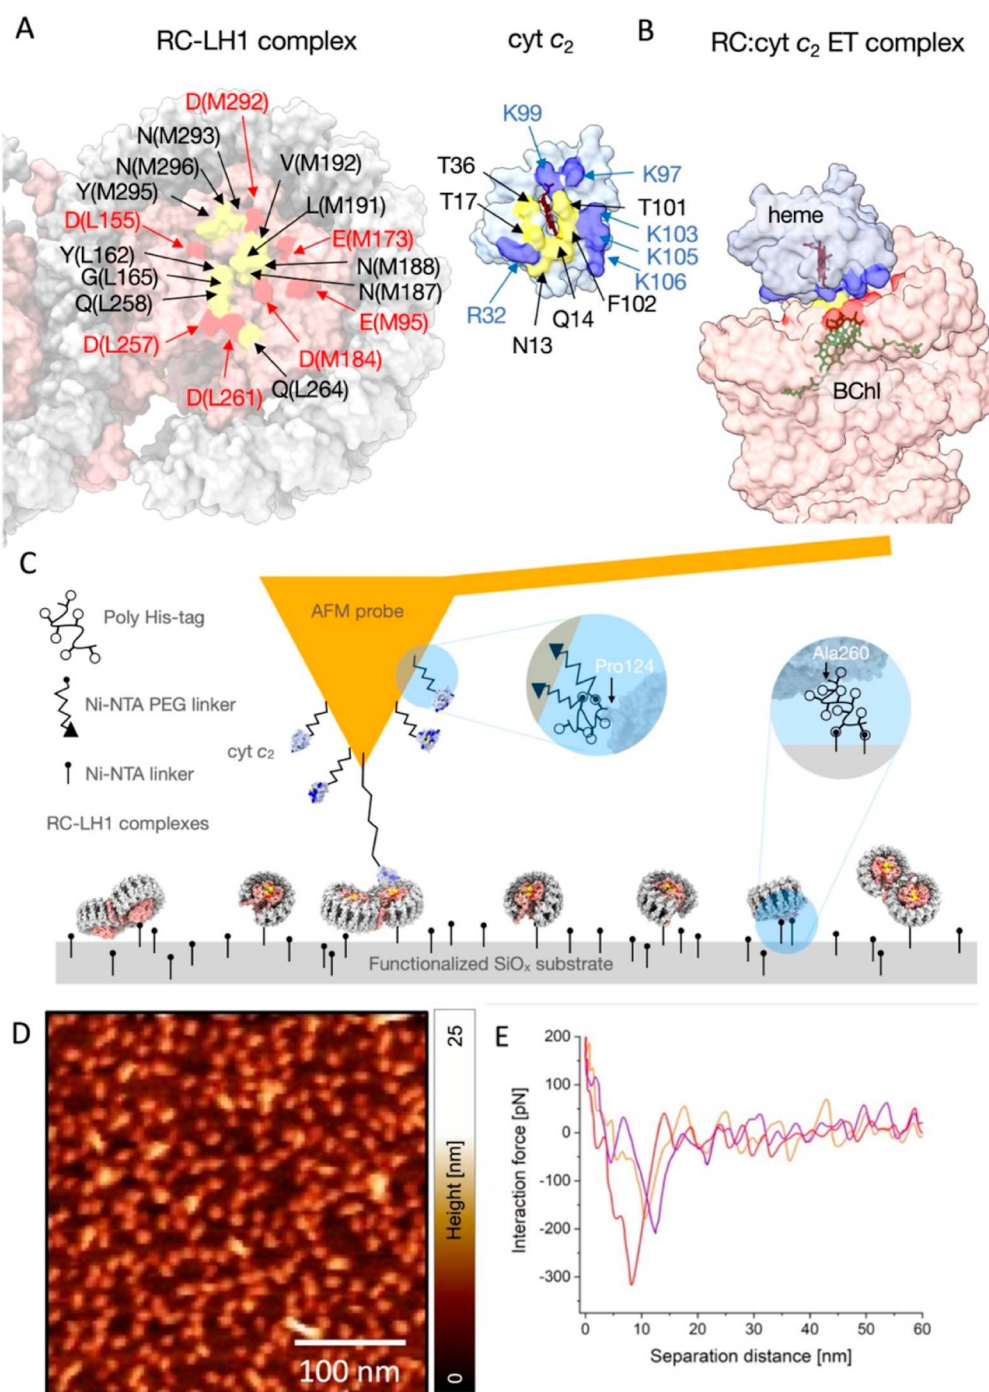 A
RC-LH1 complex
D(M292)
N(M293)
N(M296)
V(M192)
Y(M295)
L(M191)
D(L155)
E(M173)
Y(L162)
N(M188)
G(L165)
N(M187)
Q(L258)
E(M95)
D(L257)
D(M184)
D(L261)
Q(L264)
cyt c₂
K99
K97
T36
T17
T101
K103
K105
K106
R32
F102
Q14
N13
B
RC:cyt c₂ ET complex
heme
BChl
C
Poly His-tag
Ni-NTA PEG linker
Ni-NTA linker
RC-LH1 complexes
AFM probe
cyt c₂
Pro124
Ala260
Functionalized SiOₓ substrate
D
100 nm
25
Height [nm]
0
E
200
100
0
-100
-200
-300
Interaction force [pN]
0 10 20 30 40 50 60
Separation distance [nm]